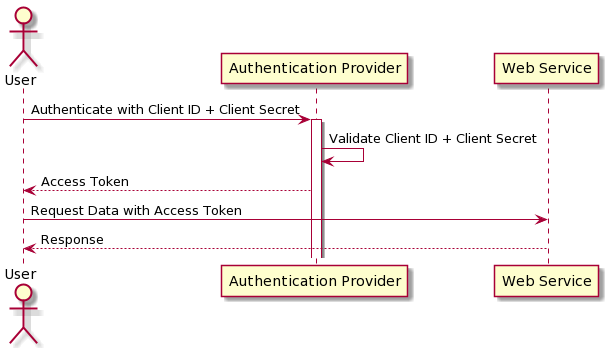 User
Authentication Provider
Web Service
Authenticate with Client ID + Client Secret
Validate Client ID + Client Secret
Access Token
Request Data with Access Token
Response
User
Authentication Provider
Web Service